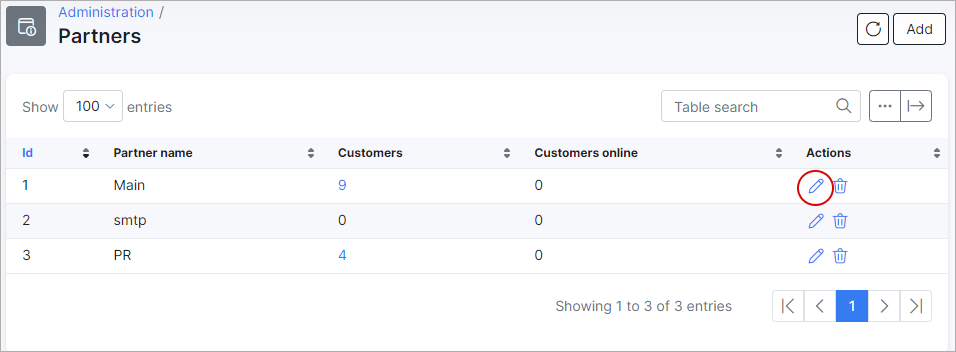 Administration /
Partners
Add
Show 100 entries
Table search
Id Partner name Customers Customers online Actions
1 Main 9 0
2 smtp 0 0
3 PR 4 0
Showing 1 to 3 of 3 entries 1